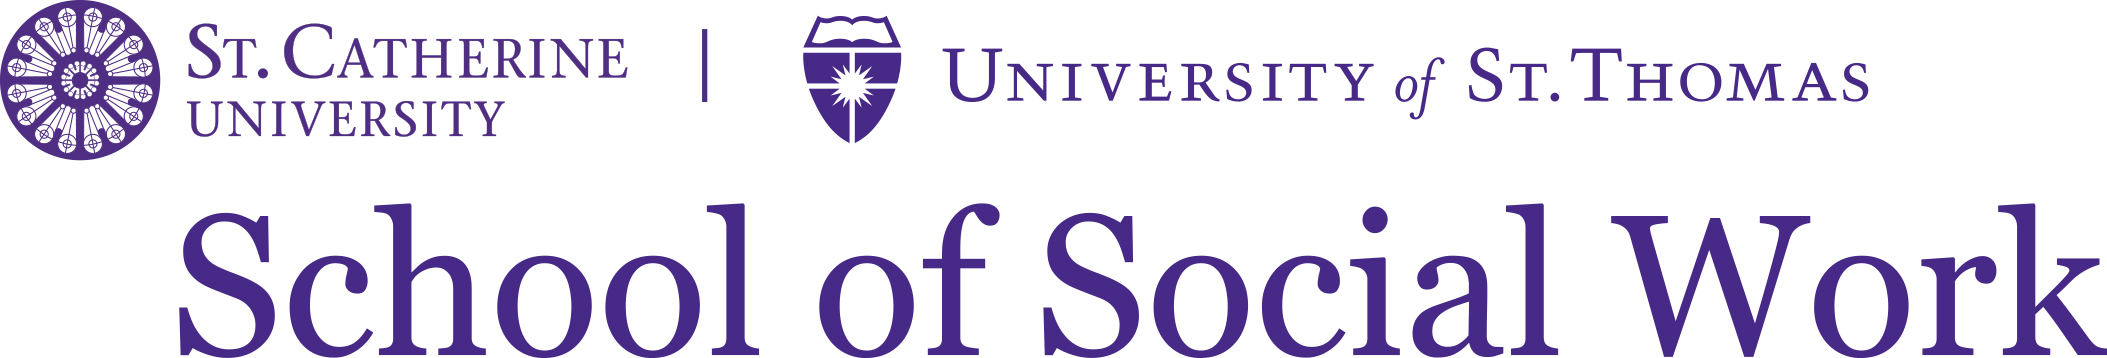 St. Catherine University
University of St. Thomas
School of Social Work